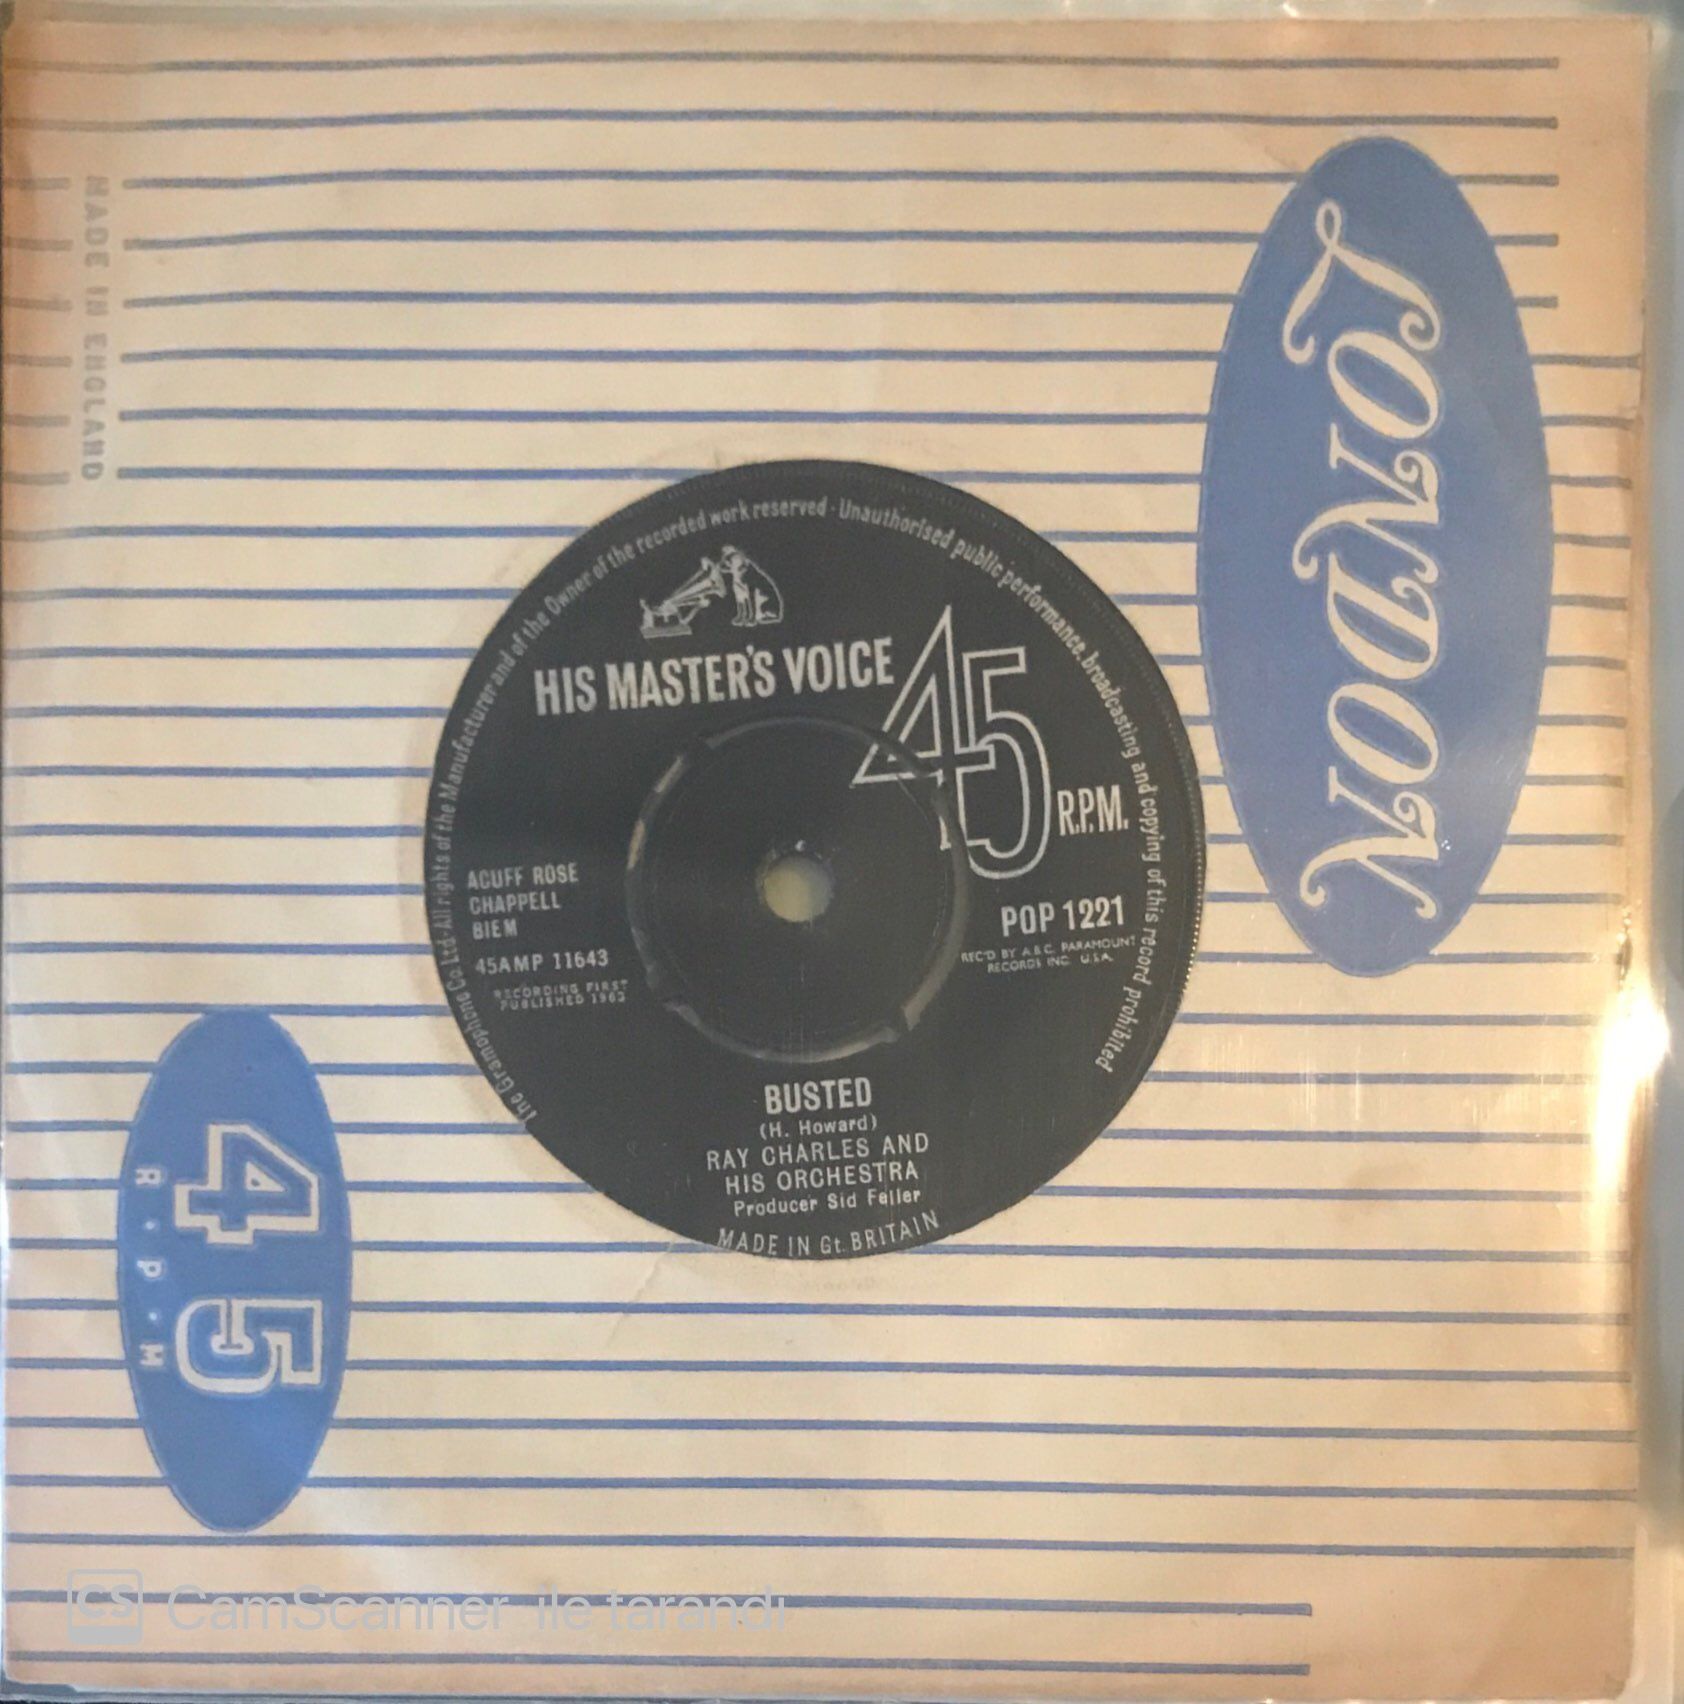 MADE IN ENGLAND
LONDON
The Gramophone Co. Ltd. All rights of the Manufacturer and of the Owner of the recorded work reserved · Unauthorised public performance, broadcasting and copying of this record prohibited
HIS MASTER'S VOICE
45
R.P.M.
ACUFF ROSE
CHAPPELL
BIEM
45AMP 11643
RECORDING FIRST
PUBLISHED 1963
POP 1221
REC'D BY A.B.C. PARAMOUNT
RECORDS INC. U.S.A.
BUSTED
(H. Howard)
RAY CHARLES AND
HIS ORCHESTRA
Producer Sid Feller
MADE IN Gt. BRITAIN
45
R·P·M
CS CamScanner ile tarandı